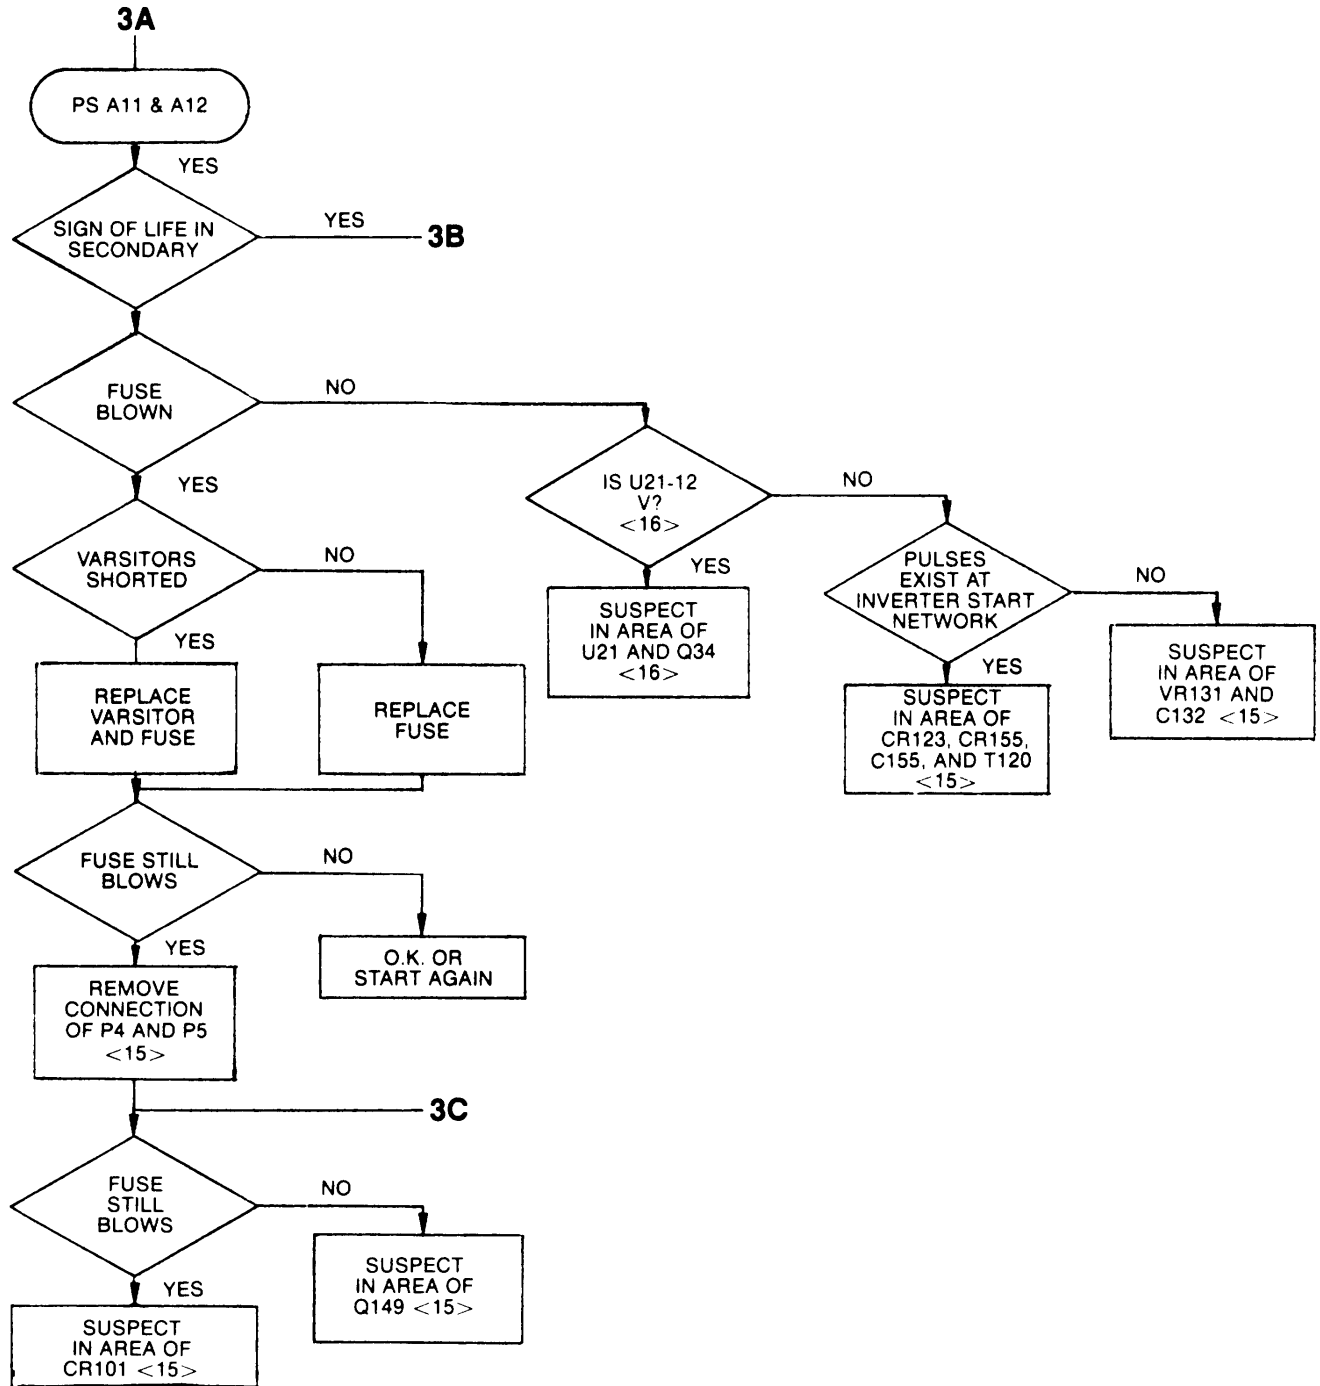 3A
PS A11 & A12
YES
SIGN OF LIFE IN
SECONDARY
YES
3B
FUSE
BLOWN
NO
YES
IS U21-12
V?
<16>
NO
YES
VARSITORS
SHORTED
NO
YES
SUSPECT
IN AREA OF
U21 AND Q34
<16>
PULSES
EXIST AT
INVERTER START
NETWORK
NO
YES
SUSPECT
IN AREA OF
VR131 AND
C132 <15>
SUSPECT
IN AREA OF
CR123, CR155,
C155, AND T120
<15>
REPLACE
VARSITOR
AND FUSE
REPLACE
FUSE
FUSE STILL
BLOWS
NO
YES
O.K. OR
START AGAIN
REMOVE
CONNECTION
OF P4 AND P5
<15>
3C
FUSE
STILL
BLOWS
NO
YES
SUSPECT
IN AREA OF
Q149 <15>
SUSPECT
IN AREA OF
CR101 <15>